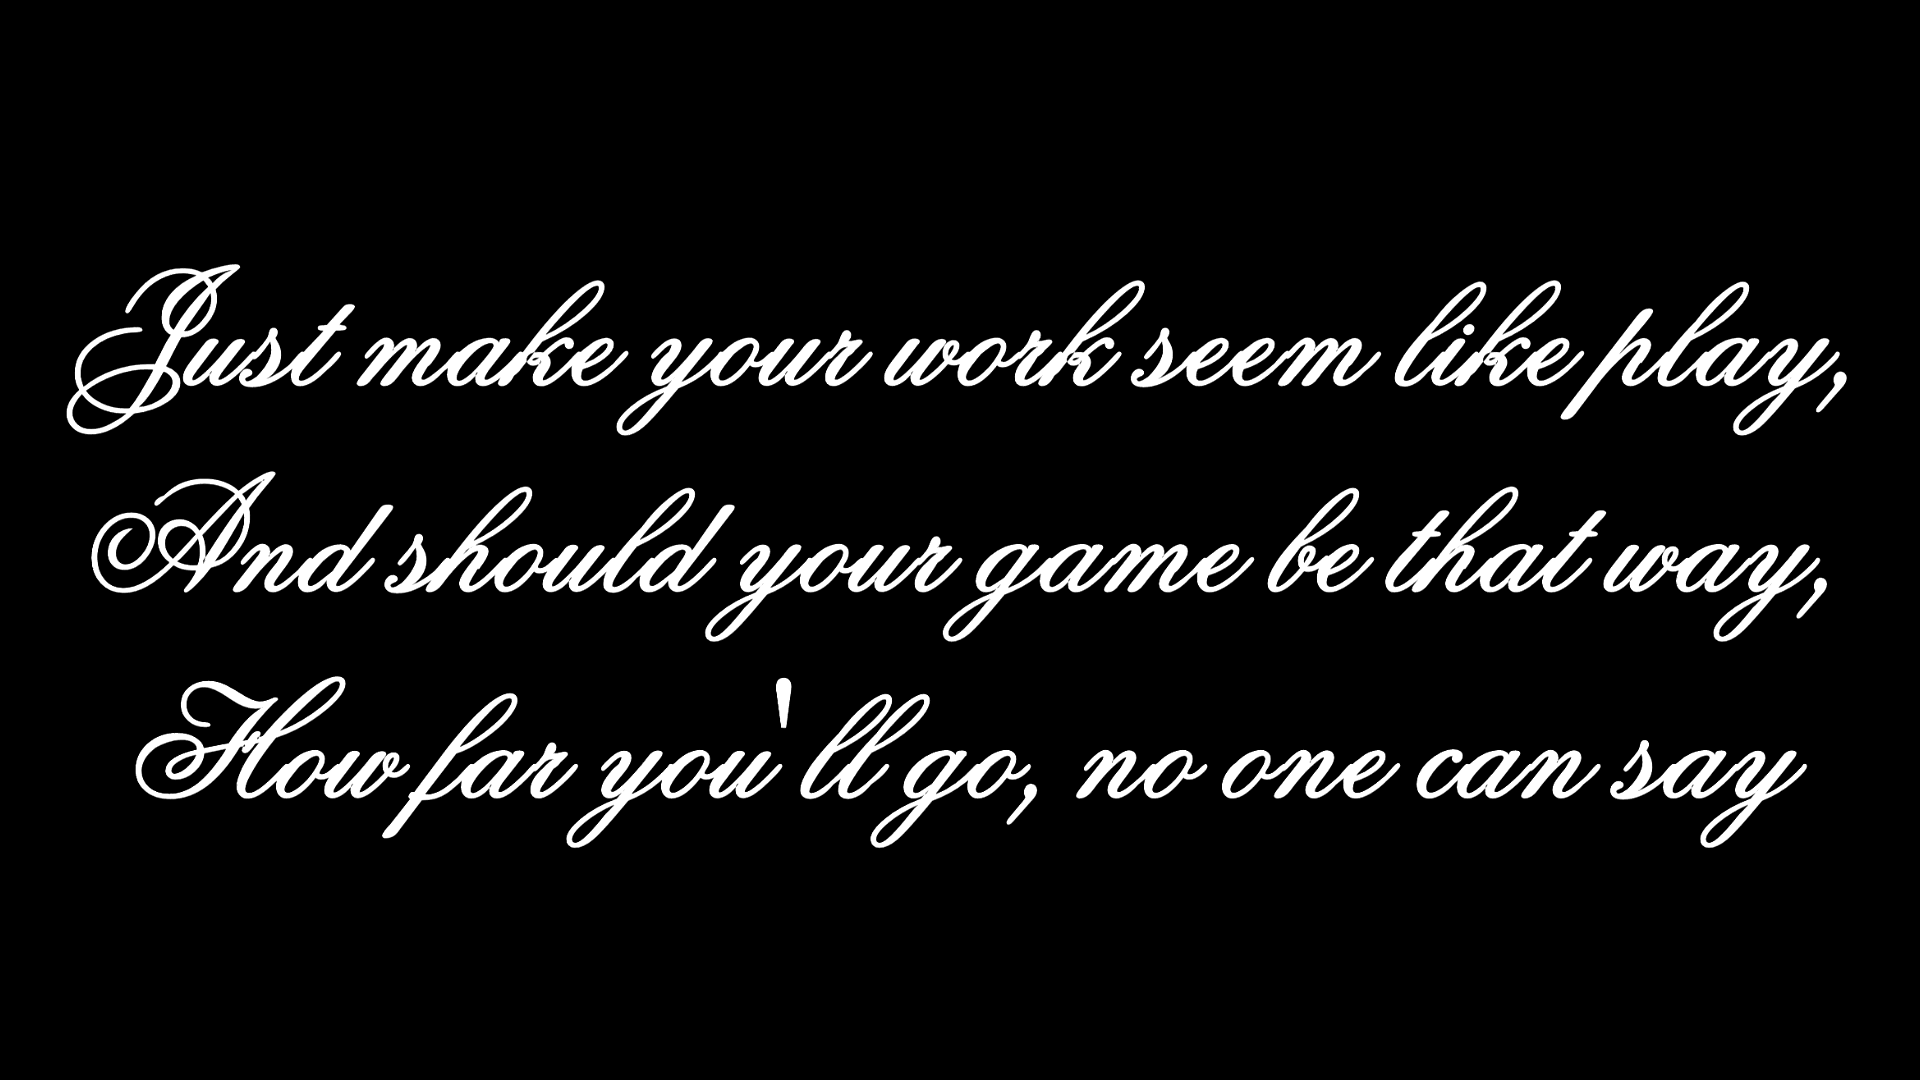 Just make your work seem like play,
And should your game be that way,
How far you'll go, no one can say